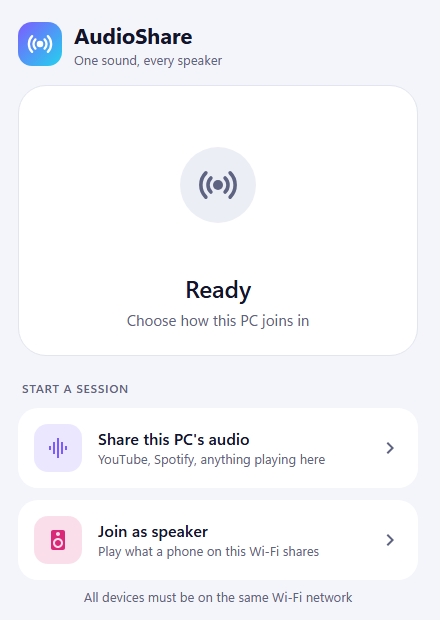 AudioShare
One sound, every speaker
Ready
Choose how this PC joins in
START A SESSION
Share this PC's audio
YouTube, Spotify, anything playing here
Join as speaker
Play what a phone on this Wi-Fi shares
All devices must be on the same Wi-Fi network